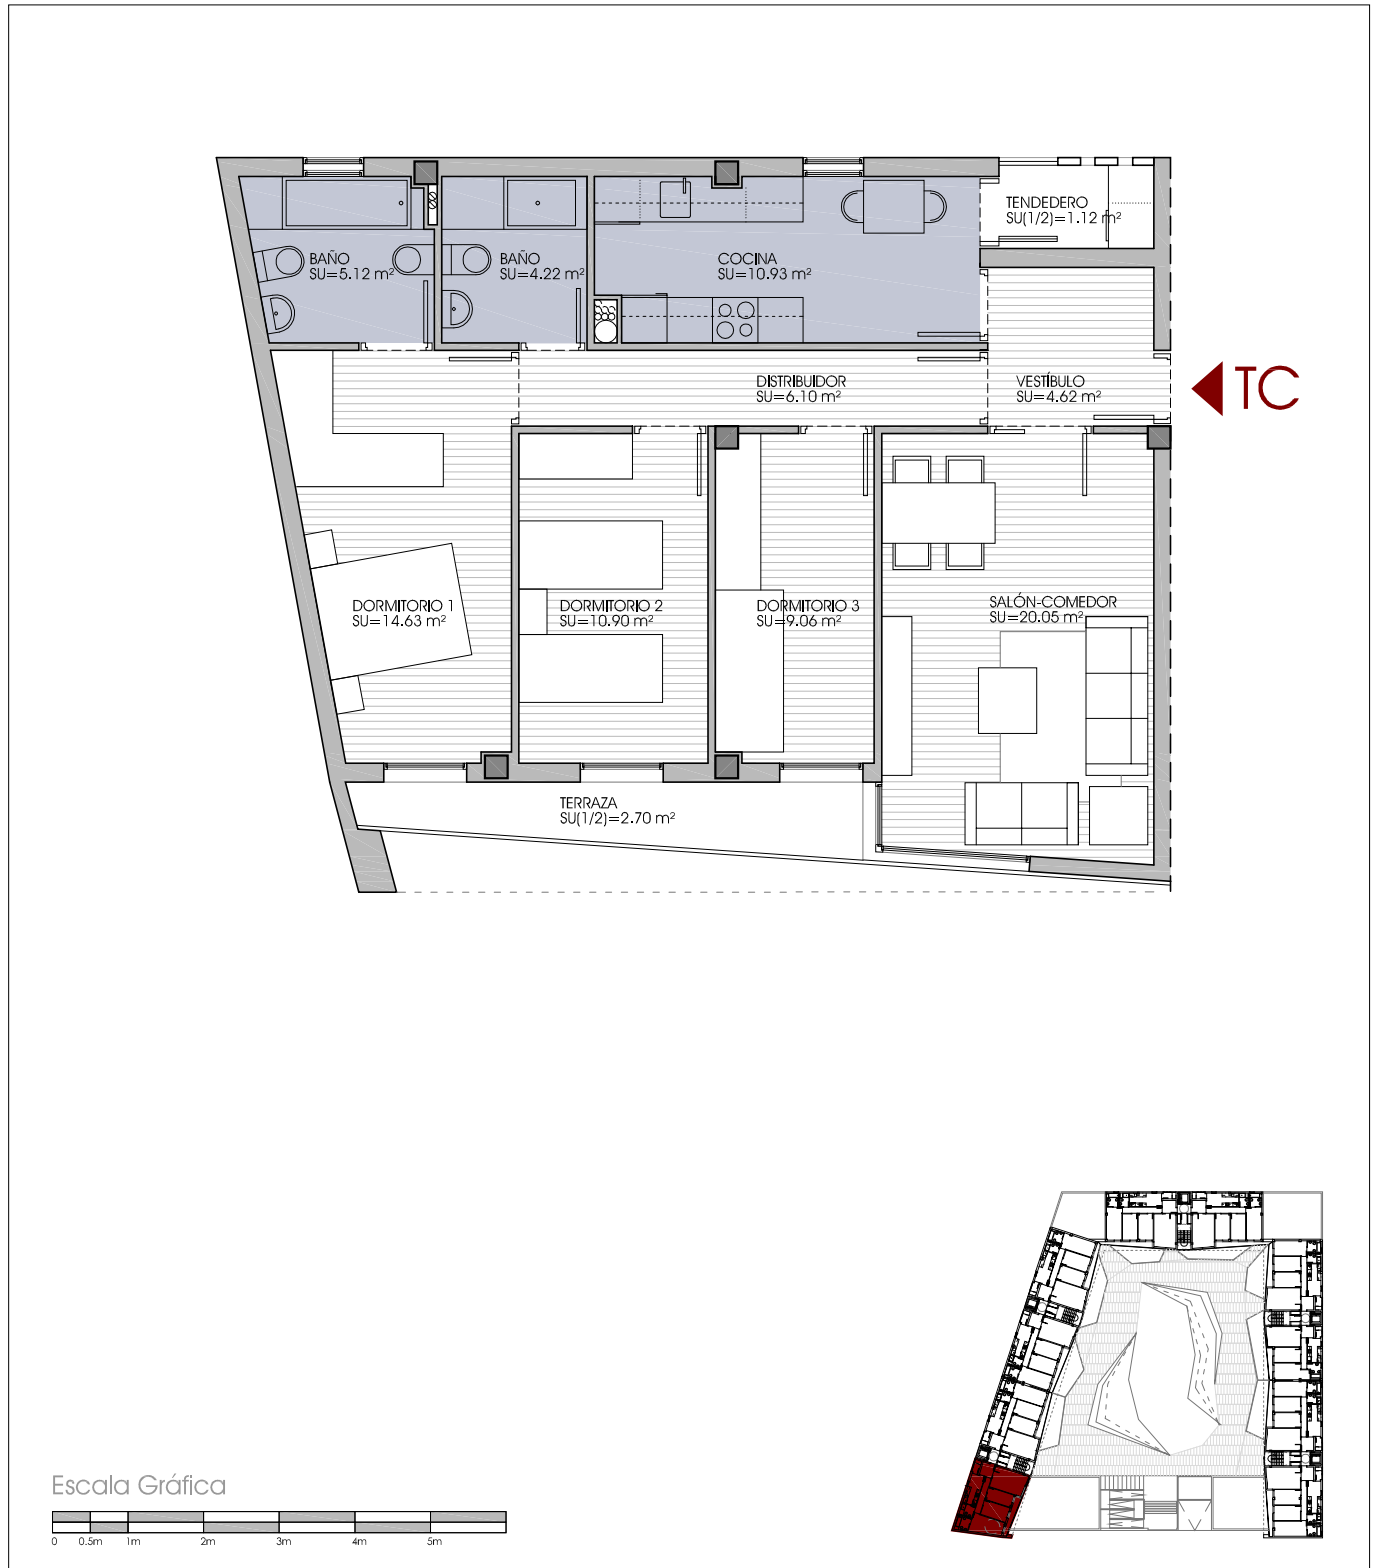 TENDEDERO
SU(1/2)=1.12 m²
BAÑO
SU=5.12 m²
BAÑO
SU=4.22 m²
COCINA
SU=10.93 m²
DISTRIBUIDOR
SU=6.10 m²
VESTÍBULO
SU=4.62 m²
TC
DORMITORIO 1
SU=14.63 m²
DORMITORIO 2
SU=10.90 m²
DORMITORIO 3
SU=9.06 m²
SALÓN-COMEDOR
SU=20.05 m²
TERRAZA
SU(1/2)=2.70 m²
Escala Gráfica
0 0.5m 1m 2m 3m 4m 5m